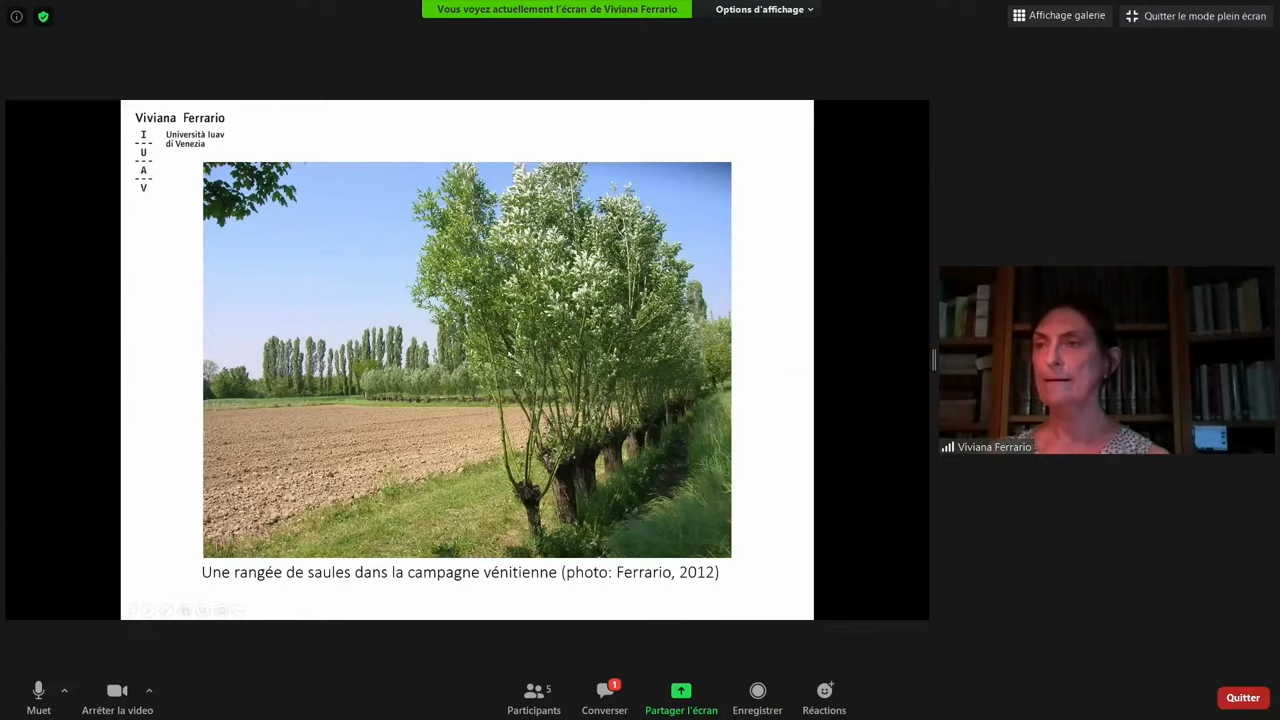 Vous voyez actuellement l'écran de Viviana Ferrario
Options d'affichage
Affichage galerie
Quitter le mode plein écran
Viviana Ferrario
I
U
A
V
Università Iuav
di Venezia
Une rangée de saules dans la campagne vénitienne (photo: Ferrario, 2012)
Viviana Ferrario
Muet
Arrêter la video
5
Participants
1
Converser
Partager l'écran
Enregistrer
Réactions
Quitter